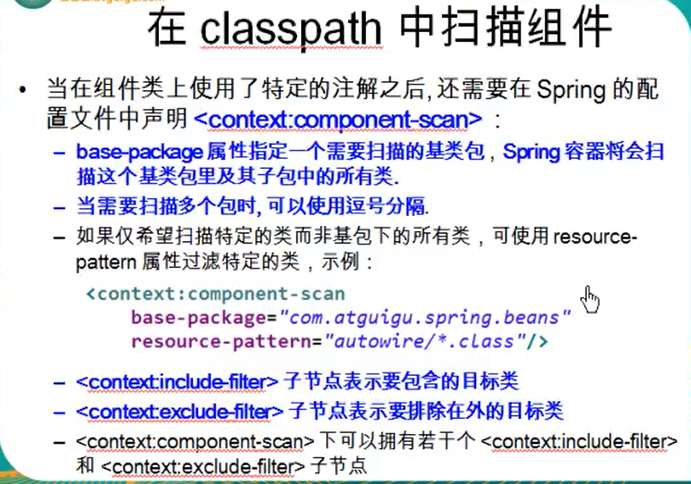 在 classpath 中扫描组件
• 当在组件类上使用了特定的注解之后, 还需要在 Spring 的配
置文件中声明 <context:component-scan> ：
– base-package 属性指定一个需要扫描的基类包，Spring 容器将会扫
描这个基类包里及其子包中的所有类.
– 当需要扫描多个包时, 可以使用逗号分隔.
– 如果仅希望扫描特定的类而非基包下的所有类，可使用 resource-
pattern 属性过滤特定的类，示例：
<context:component-scan
base-package="com.atguigu.spring.beans"
resource-pattern="autowire/*.class"/>
– <context:include-filter> 子节点表示要包含的目标类
– <context:exclude-filter> 子节点表示要排除在外的目标类
– <context:component-scan> 下可以拥有若干个 <context:include-filter>
和 <context:exclude-filter> 子节点